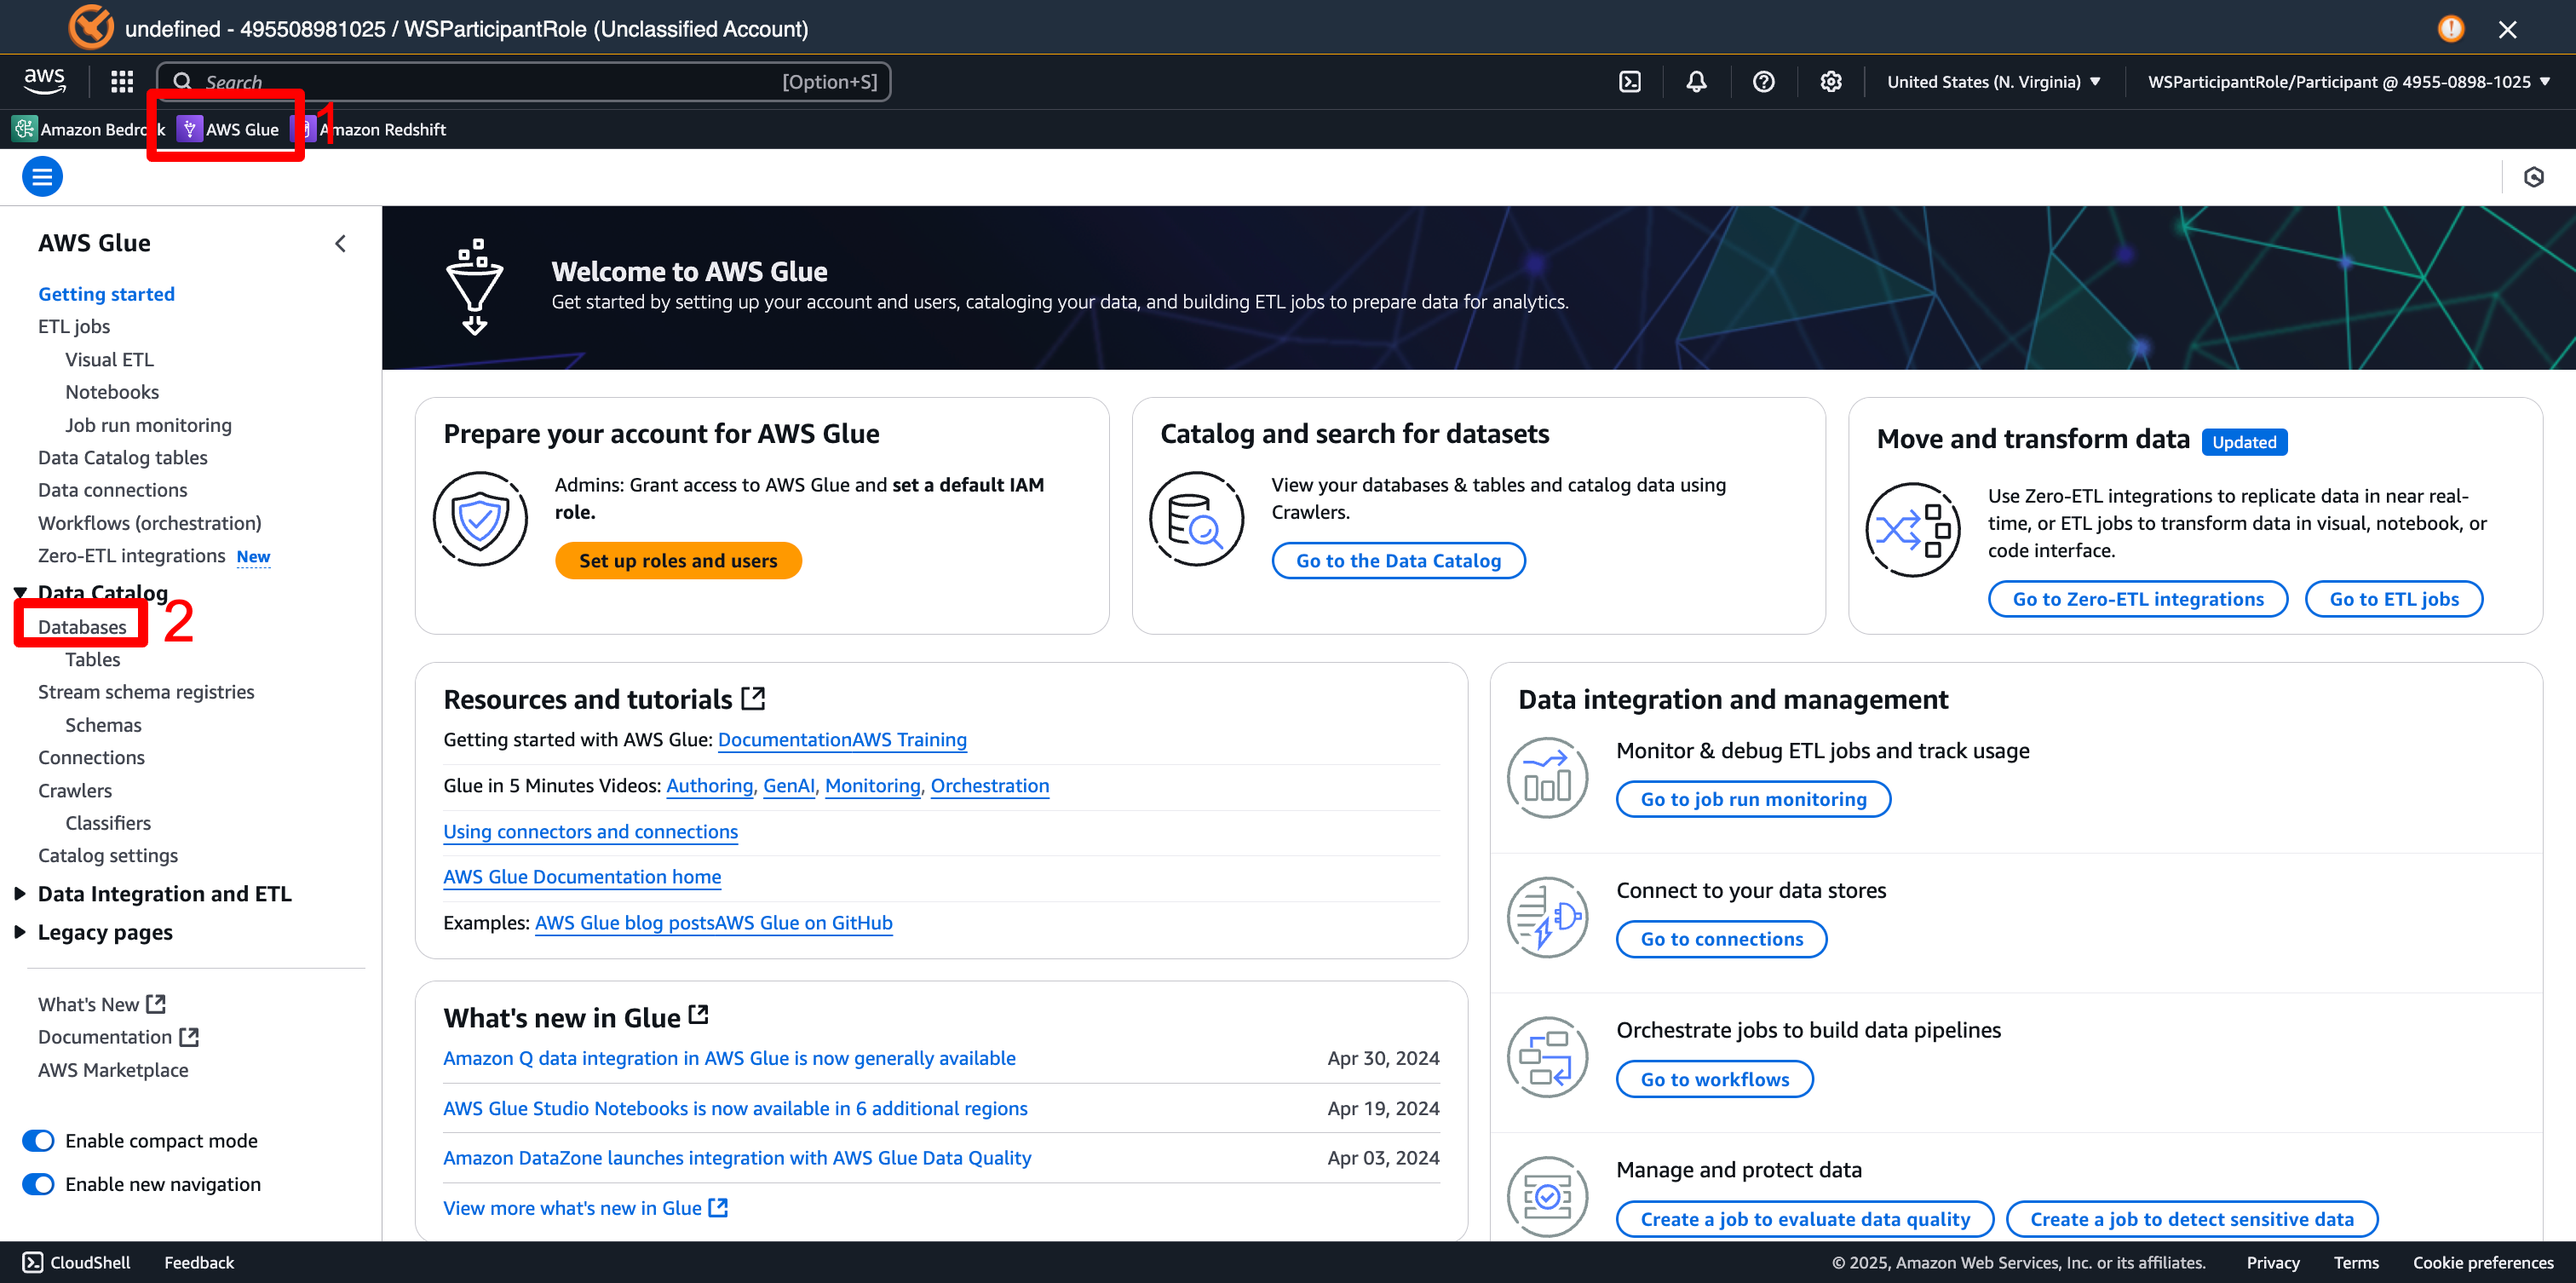 undefined - 495508981025 / WSParticipantRole (Unclassified Account)
aws
Search
[Option+S]
United States (N. Virginia)
WSParticipantRole/Participant @ 4955-0898-1025
Amazon Bedrock
AWS Glue
1
Amazon Redshift
AWS Glue
Getting started
ETL jobs
Visual ETL
Notebooks
Job run monitoring
Data Catalog tables
Data connections
Workflows (orchestration)
Zero-ETL integrations New
Data Catalog
Databases
2
Tables
Stream schema registries
Schemas
Connections
Crawlers
Classifiers
Catalog settings
Data Integration and ETL
Legacy pages
What's New
Documentation
AWS Marketplace
Enable compact mode
Enable new navigation
Welcome to AWS Glue
Get started by setting up your account and users, cataloging your data, and building ETL jobs to prepare data for analytics.
Prepare your account for AWS Glue
Admins: Grant access to AWS Glue and set a default IAM
role.
Set up roles and users
Catalog and search for datasets
View your databases & tables and catalog data using
Crawlers.
Go to the Data Catalog
Move and transform data Updated
Use Zero-ETL integrations to replicate data in near real-
time, or ETL jobs to transform data in visual, notebook, or
code interface.
Go to Zero-ETL integrations
Go to ETL jobs
Resources and tutorials
Getting started with AWS Glue: DocumentationAWS Training
Glue in 5 Minutes Videos: Authoring, GenAI, Monitoring, Orchestration
Using connectors and connections
AWS Glue Documentation home
Examples: AWS Glue blog postsAWS Glue on GitHub
What's new in Glue
Amazon Q data integration in AWS Glue is now generally available Apr 30, 2024
AWS Glue Studio Notebooks is now available in 6 additional regions Apr 19, 2024
Amazon DataZone launches integration with AWS Glue Data Quality Apr 03, 2024
View more what's new in Glue
Data integration and management
Monitor & debug ETL jobs and track usage
Go to job run monitoring
Connect to your data stores
Go to connections
Orchestrate jobs to build data pipelines
Go to workflows
Manage and protect data
Create a job to evaluate data quality
Create a job to detect sensitive data
CloudShell
Feedback
© 2025, Amazon Web Services, Inc. or its affiliates.
Privacy
Terms
Cookie preferences